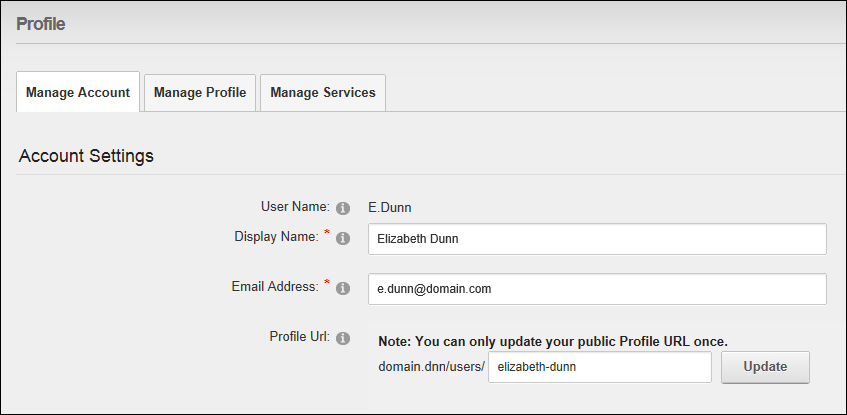 Profile
Manage Account Manage Profile Manage Services
Account Settings
User Name: E.Dunn
Display Name: * Elizabeth Dunn
Email Address: * e.dunn@domain.com
Profile Url: Note: You can only update your public Profile URL once.
domain.dnn/users/ elizabeth-dunn Update